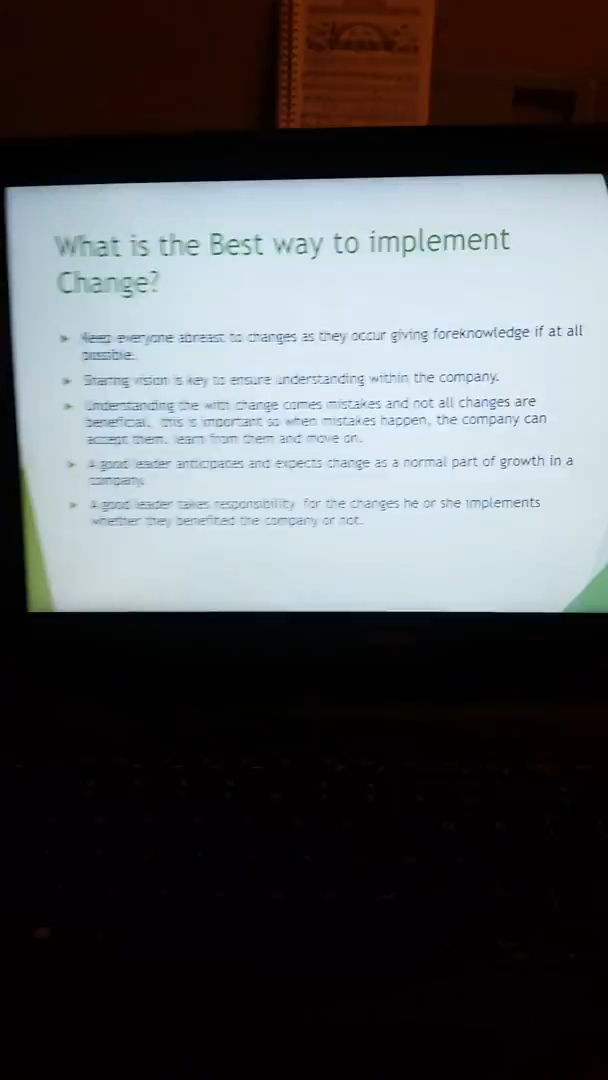 What is the Best way to implement
Change?
Keep everyone abreast to changes as they occur giving foreknowledge if at all
possible.
Sharing vision is key to ensure understanding within the company.
Understanding the with change comes mistakes and not all changes are
beneficial. this is important so when mistakes happen, the company can
accept them. learn from them and move on.
A good leader anticipates and expects change as a normal part of growth in a
company.
A good leader takes responsibility for the changes he or she implements
whether they benefited the company or not.